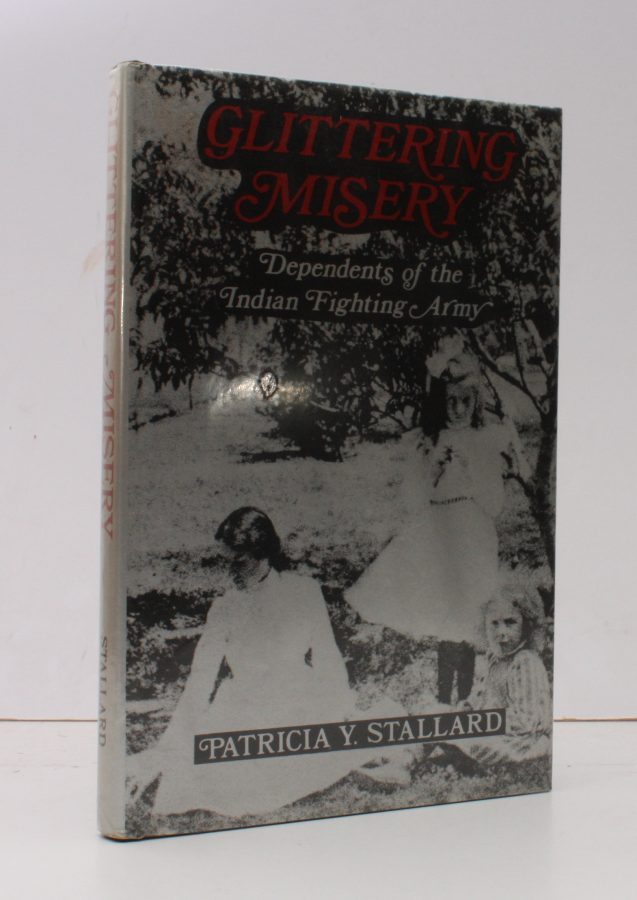 GLITTERING
MISERY
Dependents of the
Indian Fighting Army
PATRICIA Y. STALLARD
GLITTERING MISERY
STALLARD